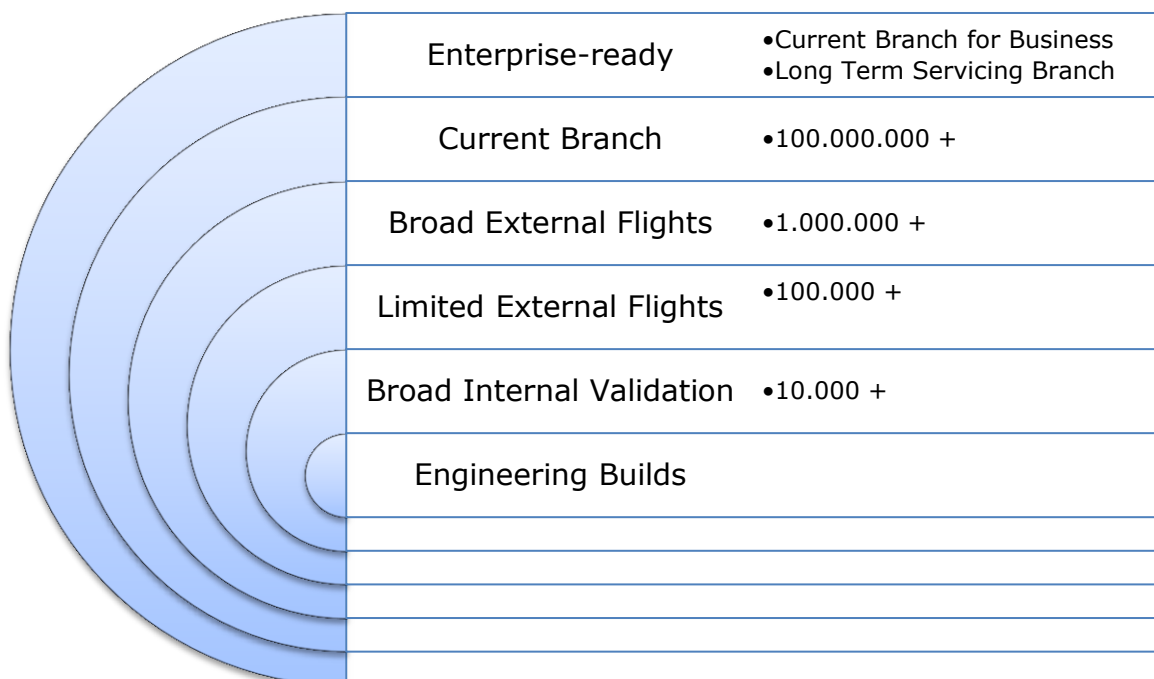 Enterprise-ready
•Current Branch for Business
•Long Term Servicing Branch
Current Branch
•100.000.000 +
Broad External Flights
•1.000.000 +
Limited External Flights
•100.000 +
Broad Internal Validation
•10.000 +
Engineering Builds